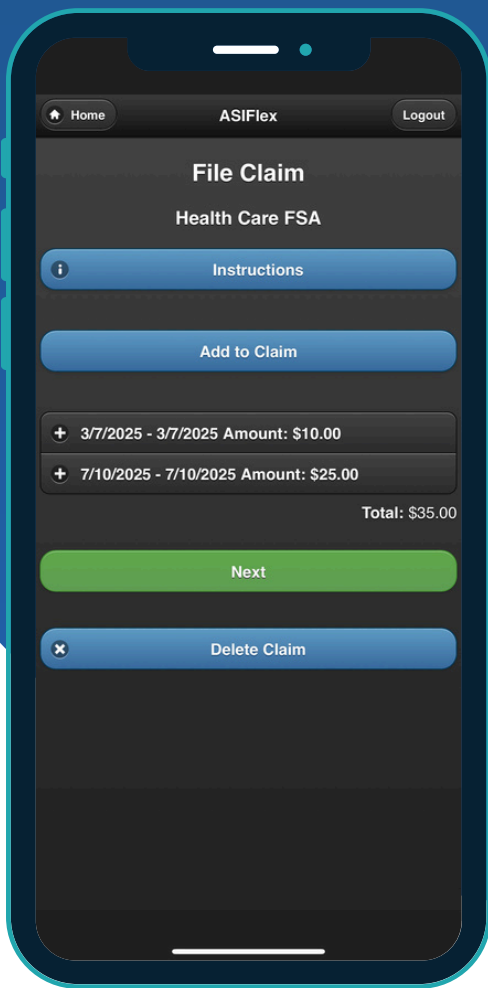 Home
ASIFlex
Logout
File Claim
Health Care FSA
Instructions
Add to Claim
3/7/2025 - 3/7/2025 Amount: $10.00
7/10/2025 - 7/10/2025 Amount: $25.00
Total: $35.00
Next
Delete Claim